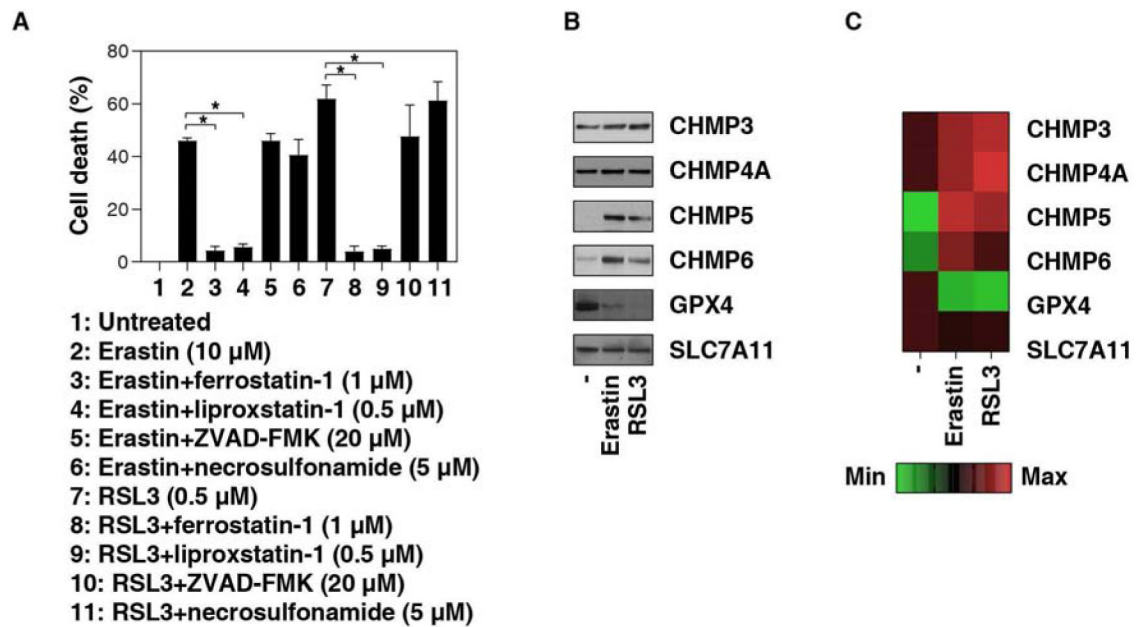 A
Cell death (%)
80
60
40
20
0
*
*
*
*
1 2 3 4 5 6 7 8 9 10 11
1: Untreated
2: Erastin (10 µM)
3: Erastin+ferrostatin-1 (1 µM)
4: Erastin+liproxstatin-1 (0.5 µM)
5: Erastin+ZVAD-FMK (20 µM)
6: Erastin+necrosulfonamide (5 µM)
7: RSL3 (0.5 µM)
8: RSL3+ferrostatin-1 (1 µM)
9: RSL3+liproxstatin-1 (0.5 µM)
10: RSL3+ZVAD-FMK (20 µM)
11: RSL3+necrosulfonamide (5 µM)
B
CHMP3
CHMP4A
CHMP5
CHMP6
GPX4
SLC7A11
-
Erastin
RSL3
C
CHMP3
CHMP4A
CHMP5
CHMP6
GPX4
SLC7A11
-
Erastin
RSL3
Min Max